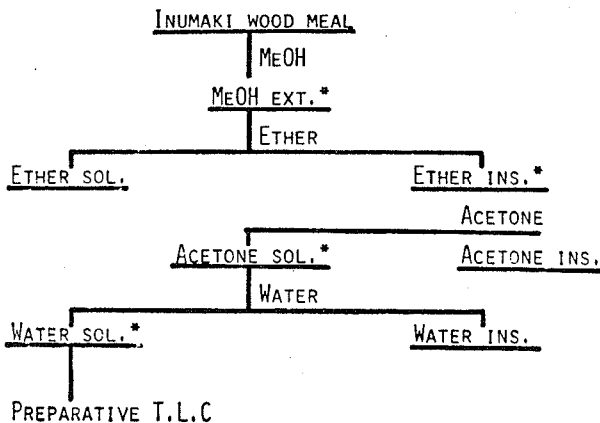 INUMAKI WOOD MEAL
MEOH
MEOH EXT.*
ETHER
ETHER SOL.
ETHER INS.*
ACETONE
ACETONE SOL.*
ACETONE INS.
WATER
WATER SOL.*
WATER INS.
PREPARATIVE T.L.C